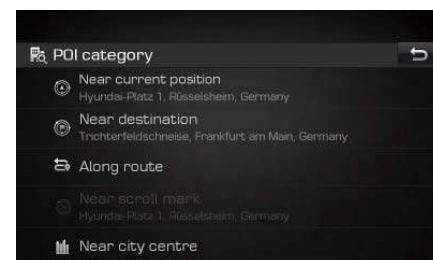 POI category
Near current position
Hyundai-Platz 1, Rüsselsheim, Germany
Near destination
Trichterfeldschneise, Frankfurt am Main, Germany
Along route
Near scroll mark
Hyundai-Platz 1, Rüsselsheim, Germany
Near city centre